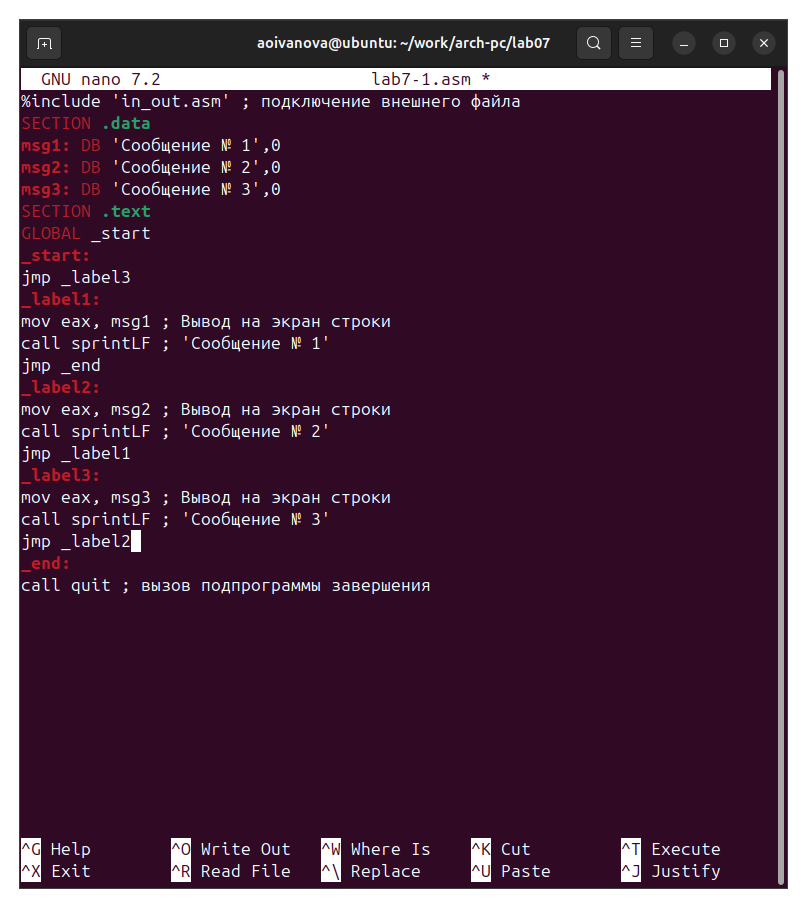 aoivanova@ubuntu: ~/work/arch-pc/lab07
GNU nano 7.2 lab7-1.asm *
%include 'in_out.asm' ; подключение внешнего файла
SECTION .data
msg1: DB 'Сообщение № 1',0
msg2: DB 'Сообщение № 2',0
msg3: DB 'Сообщение № 3',0
SECTION .text
GLOBAL _start
_start:
jmp _label3
_label1:
mov eax, msg1 ; Вывод на экран строки
call sprintLF ; 'Сообщение № 1'
jmp _end
_label2:
mov eax, msg2 ; Вывод на экран строки
call sprintLF ; 'Сообщение № 2'
jmp _label1
_label3:
mov eax, msg3 ; Вывод на экран строки
call sprintLF ; 'Сообщение № 3'
jmp _label2
_end:
call quit ; вызов подпрограммы завершения
^G Help ^O Write Out ^W Where Is ^K Cut ^T Execute
^X Exit ^R Read File ^\ Replace ^U Paste ^J Justify